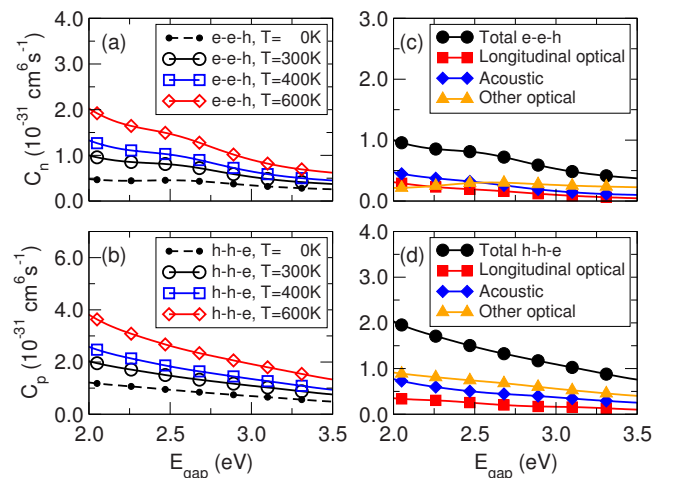 (a)
e-e-h, T= 0K
e-e-h, T=300K
e-e-h, T=400K
e-e-h, T=600K
4.0
3.0
2.0
1.0
0.0
C_n (10^-31 cm^6 s^-1)
(c)
Total e-e-h
Longitudinal optical
Acoustic
Other optical
3.0
2.0
1.0
0.0
(b)
h-h-e, T= 0K
h-h-e, T=300K
h-h-e, T=400K
h-h-e, T=600K
6.0
4.0
2.0
0.0
C_p (10^-31 cm^6 s^-1)
2.0 2.5 3.0 3.5
E_gap (eV)
(d)
Total h-h-e
Longitudinal optical
Acoustic
Other optical
4.0
3.0
2.0
1.0
0.0
2.0 2.5 3.0 3.5
E_gap (eV)